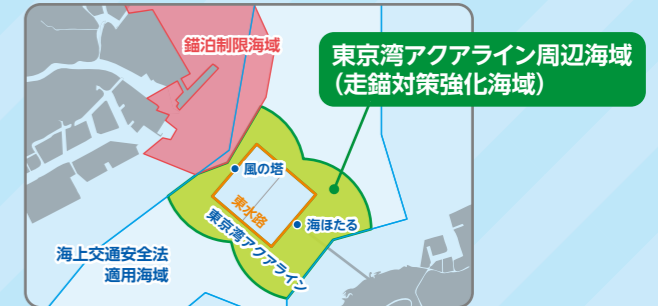 錨泊制限海域
東京湾アクアライン周辺海域
（走錨対策強化海域）
風の塔
東水路
海ほたる
東京湾アクアライン
海上交通安全法
適用海域